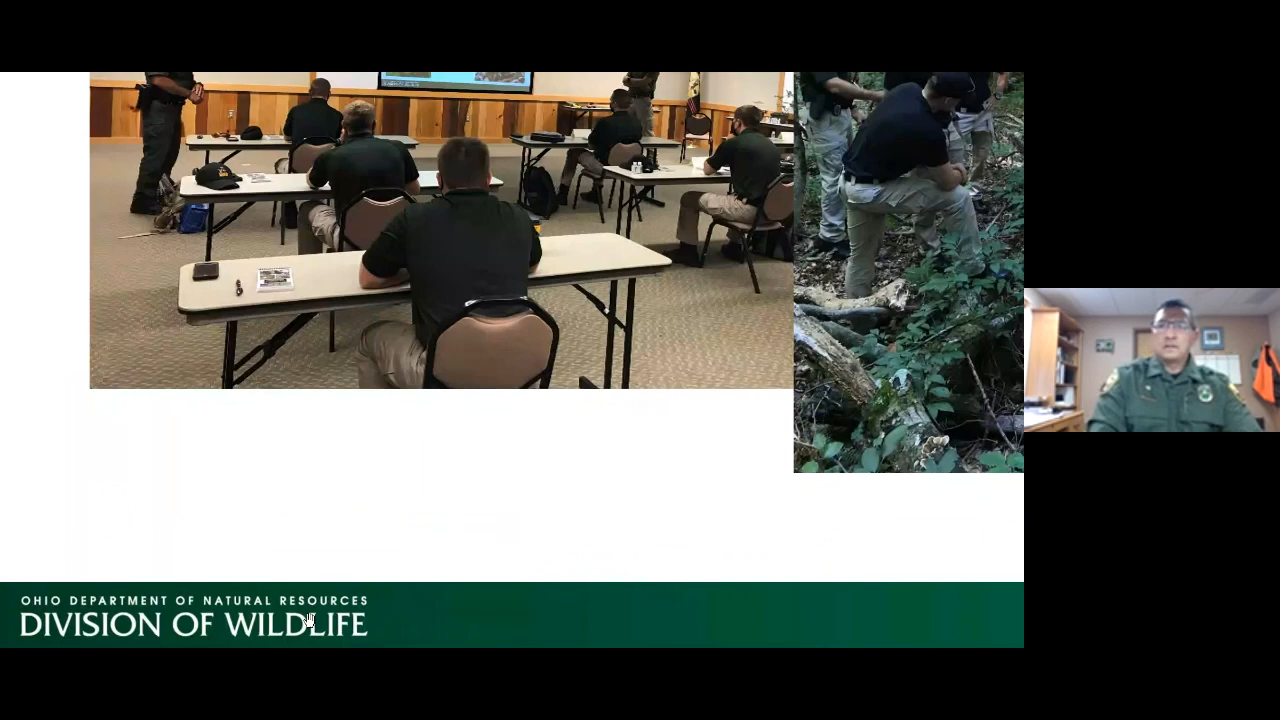 OHIO DEPARTMENT OF NATURAL RESOURCES
DIVISION OF WILDLIFE